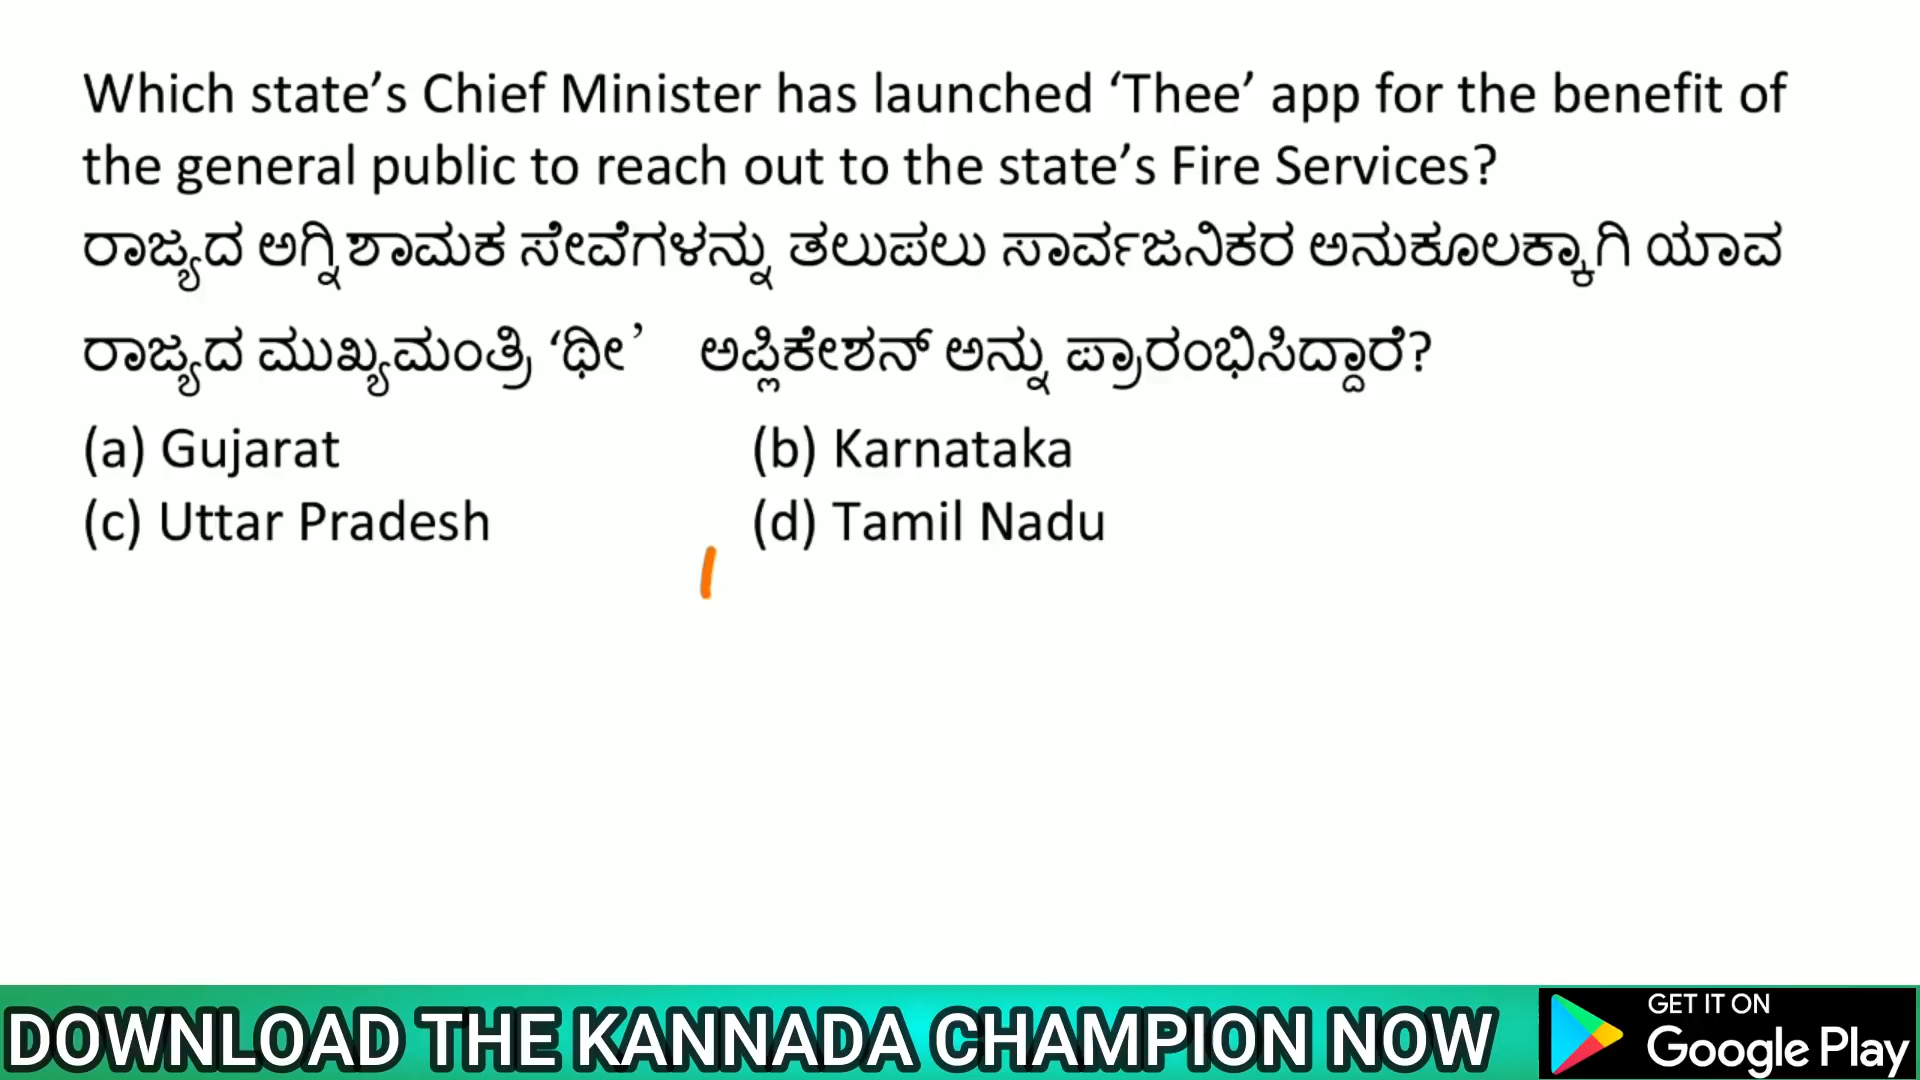 Which state’s Chief Minister has launched ‘Thee’ app for the benefit of
the general public to reach out to the state’s Fire Services?
ರಾಜ್ಯದ ಅಗ್ನಿಶಾಮಕ ಸೇವೆಗಳನ್ನು ತಲುಪಲು ಸಾರ್ವಜನಿಕರ ಅನುಕೂಲಕ್ಕಾಗಿ ಯಾವ
ರಾಜ್ಯದ ಮುಖ್ಯಮಂತ್ರಿ ‘ಥೀ’ ಅಪ್ಲಿಕೇಶನ್ ಅನ್ನು ಪ್ರಾರಂಭಿಸಿದ್ದಾರೆ?
(a) Gujarat (b) Karnataka
(c) Uttar Pradesh (d) Tamil Nadu
DOWNLOAD THE KANNADA CHAMPION NOW
GET IT ON
Google Play